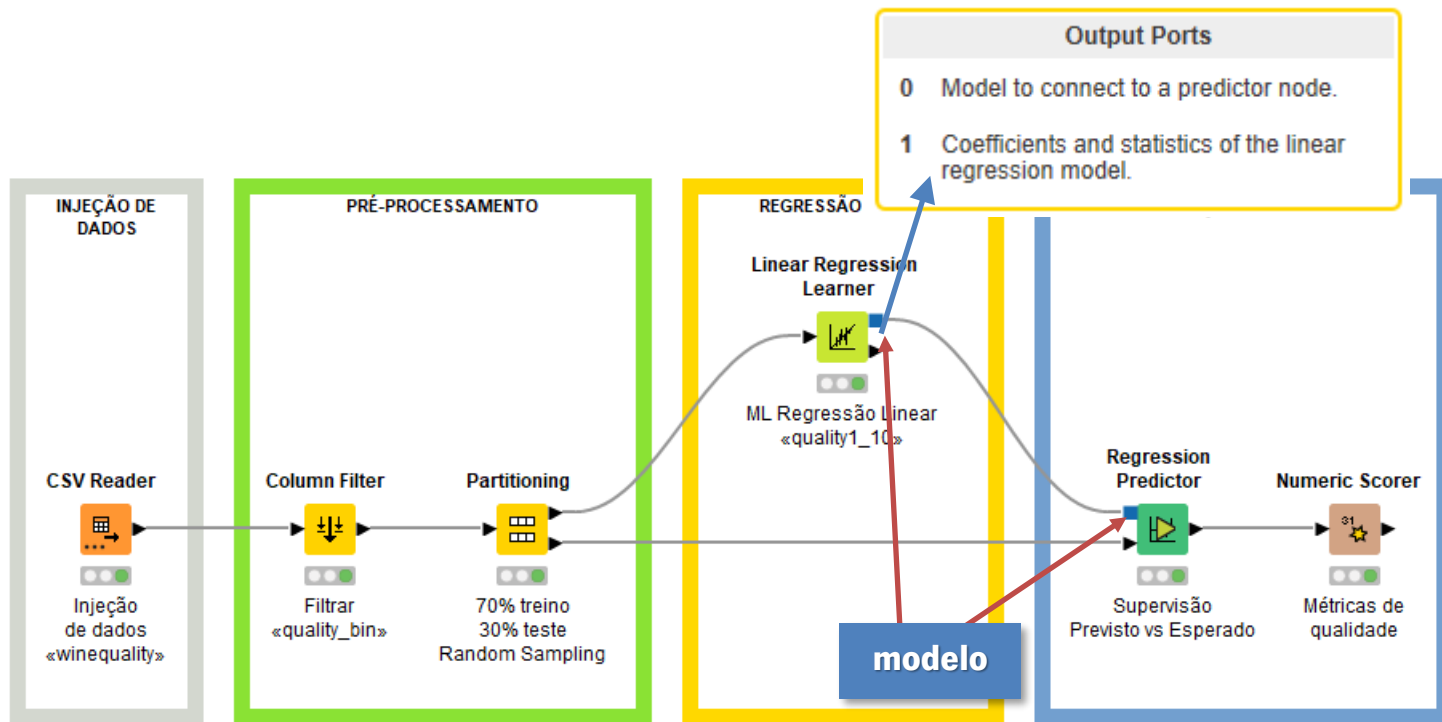 Output Ports
0 Model to connect to a predictor node.
1 Coefficients and statistics of the linear
regression model.
INJEÇÃO DE
DADOS
PRÉ-PROCESSAMENTO
REGRESSÃO
Linear Regression
Learner
ML Regressão Linear
«quality1_10»
CSV Reader
Injeção
de dados
«winequality»
Column Filter
Filtrar
«quality_bin»
Partitioning
70% treino
30% teste
Random Sampling
Regression
Predictor
Supervisão
Previsto vs Esperado
Numeric Scorer
31
Métricas de
qualidade
modelo